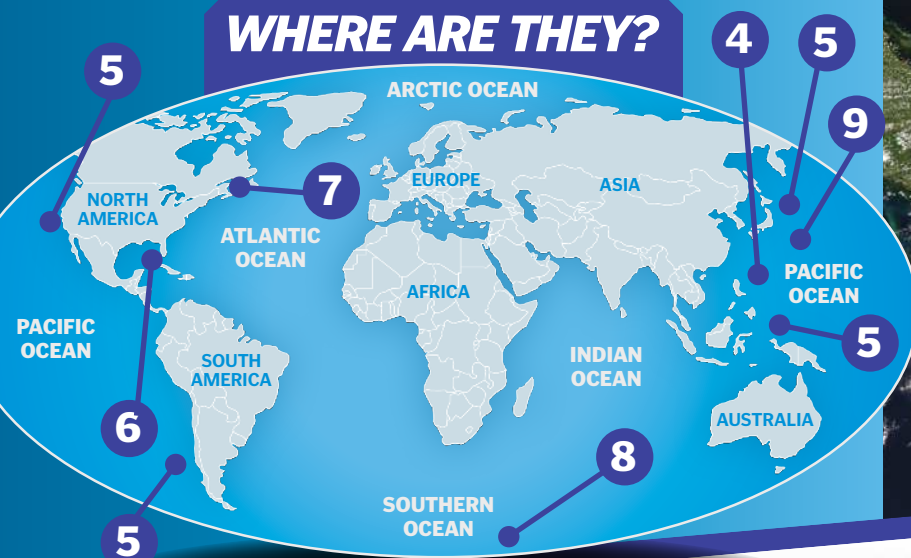 WHERE ARE THEY?
4
5
5
ARCTIC OCEAN
9
EUROPE
ASIA
7
NORTH
AMERICA
ATLANTIC
OCEAN
PACIFIC
OCEAN
AFRICA
PACIFIC
OCEAN
5
INDIAN
OCEAN
SOUTH
AMERICA
AUSTRALIA
6
8
SOUTHERN
OCEAN
5